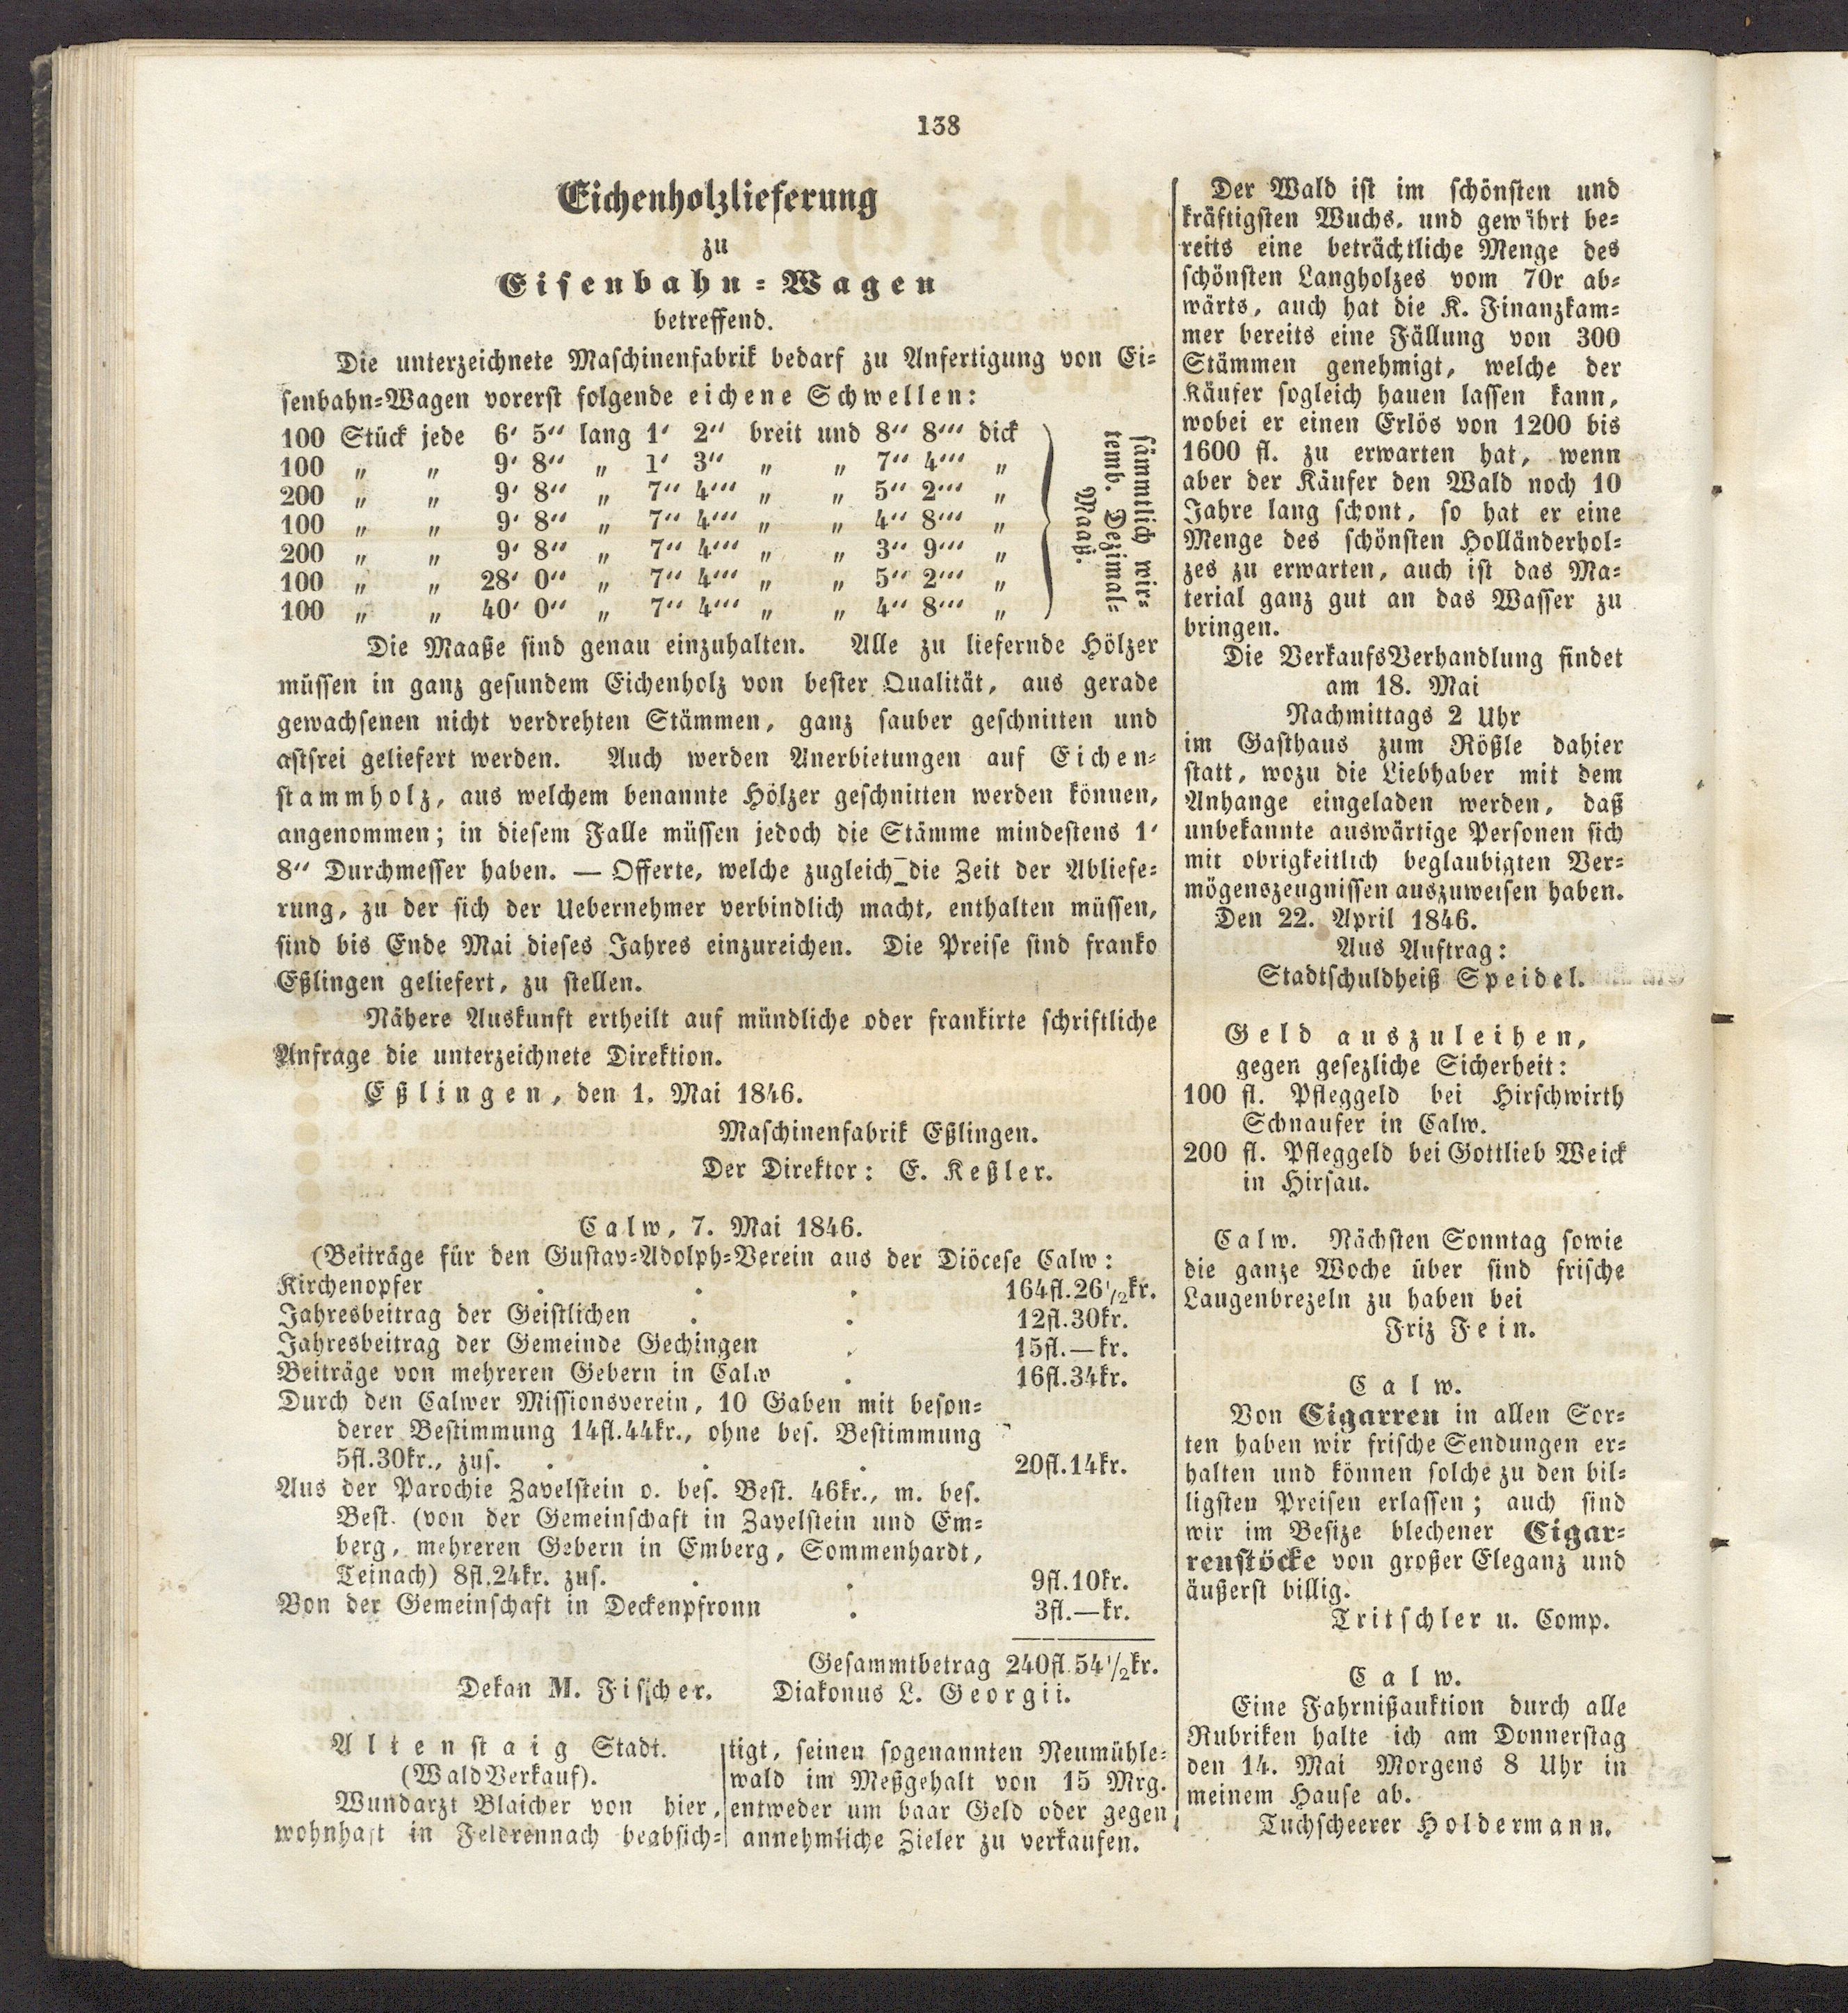 138
Eichenholzlieferung
zu
Eisenbahn-Wagen
betreffend.
Die unterzeichnete Maschinenfabrik bedarf zu Anfertigung von Ei-
senbahn-Wagen vorerst folgende eichene Schwellen:
100 Stück jede 6' 5'' lang 1' 2'' breit und 8'' 8''' dick
100 „ „ 9' 8'' „ 1' 3'' „ „ 7'' 4''' „
200 „ „ 9' 8'' „ 7'' 4''' „ „ 5'' 2''' „
100 „ „ 9' 8'' „ 7'' 4''' „ „ 4'' 8''' „
200 „ „ 9' 8'' „ 7'' 4''' „ „ 3'' 9''' „
100 „ „ 28' 0'' „ 7'' 4''' „ „ 5'' 2''' „
100 „ „ 40' 0'' „ 7'' 4''' „ „ 4'' 8''' „
sämmtlich wir-
temb. Dezimal-
Maaß.
Die Maaße sind genau einzuhalten. Alle zu liefernde Hölzer
müssen in ganz gesundem Eichenholz von bester Qualität, aus gerade
gewachsenen nicht verdrehten Stämmen, ganz sauber geschnitten und
astfrei geliefert werden. Auch werden Anerbietungen auf Eichen-
stammholz, aus welchem benannte Hölzer geschnitten werden können,
angenommen; in diesem Falle müssen jedoch die Stämme mindestens 1'
8'' Durchmesser haben. — Offerte, welche zugleich die Zeit der Abliefe-
rung, zu der sich der Uebernehmer verbindlich macht, enthalten müssen,
sind bis Ende Mai dieses Jahres einzureichen. Die Preise sind franko
Eßlingen geliefert, zu stellen.
Nähere Auskunft ertheilt auf mündliche oder frankirte schriftliche
Anfrage die unterzeichnete Direktion.
Eßlingen, den 1. Mai 1846.
Maschinenfabrik Eßlingen.
Der Direktor: E. Keßler.
Calw, 7. Mai 1846.
(Beiträge für den Gustav-Adolph-Verein aus der Diöcese Calw:
Kirchenopfer . . . 164fl.26 1/2kr.
Jahresbeitrag der Geistlichen . . 12fl.30kr.
Jahresbeitrag der Gemeinde Gechingen . 15fl.—kr.
Beiträge von mehreren Gebern in Calw . 16fl.34kr.
Durch den Calwer Missionsverein, 10 Gaben mit beson-
derer Bestimmung 14fl.44kr., ohne bes. Bestimmung
5fl.30kr., zus. . . . 20fl.14kr.
Aus der Parochie Zavelstein o. bes. Best. 46kr., m. bes.
Best. (von der Gemeinschaft in Zavelstein und Em-
berg, mehreren Gebern in Emberg, Sommenhardt,
Teinach) 8fl.24kr. zus. . . 9fl.10kr.
Von der Gemeinschaft in Deckenpfronn . 3fl.—kr.
Gesammtbetrag 240fl.54 1/2kr.
Dekan M. Fischer. Diakonus L. Georgii.
Altenstaig Stadt.
(WaldVerkauf).
Wundarzt Blaicher von hier,
wohnhaft in Feldrennach beabsich-
tigt, seinen sogenannten Neumühle-
wald im Meßgehalt von 15 Mrg.
entweder um baar Geld oder gegen
annehmliche Zieler zu verkaufen.
Der Wald ist im schönsten und
kräftigsten Wuchs, und gewährt be-
reits eine beträchtliche Menge des
schönsten Langholzes vom 70r ab-
wärts, auch hat die K. Finanzkam-
mer bereits eine Fällung von 300
Stämmen genehmigt, welche der
Käufer sogleich hauen lassen kann,
wobei er einen Erlös von 1200 bis
1600 fl. zu erwarten hat, wenn
aber der Käufer den Wald noch 10
Jahre lang schont, so hat er eine
Menge des schönsten Holländerhol-
zes zu erwarten, auch ist das Ma-
terial ganz gut an das Wasser zu
bringen.
Die VerkaufsVerhandlung findet
am 18. Mai
Nachmittags 2 Uhr
im Gasthaus zum Rößle dahier
statt, wozu die Liebhaber mit dem
Anhange eingeladen werden, daß
unbekannte auswärtige Personen sich
mit obrigkeitlich beglaubigten Ver-
mögenszeugnissen auszuweisen haben.
Den 22. April 1846.
Aus Auftrag:
Stadtschuldheiß Speidel.
Geld auszuleihen,
gegen gesezliche Sicherheit:
100 fl. Pfleggeld bei Hirschwirth
Schnaufer in Calw.
200 fl. Pfleggeld bei Gottlieb Weick
in Hirsau.
Calw. Nächsten Sonntag sowie
die ganze Woche über sind frische
Laugenbrezeln zu haben bei
Friz Fein.
Calw.
Von Cigarren in allen Sor-
ten haben wir frische Sendungen er-
halten und können solche zu den bil-
ligsten Preisen erlassen; auch sind
wir im Besize blechener Cigar-
renstöcke von großer Eleganz und
äußerst billig.
Tritschler u. Comp.
Calw.
Eine Fahrnißauktion durch alle
Rubriken halte ich am Donnerstag
den 14. Mai Morgens 8 Uhr in
meinem Hause ab.
Tuchscheerer Holdermann.